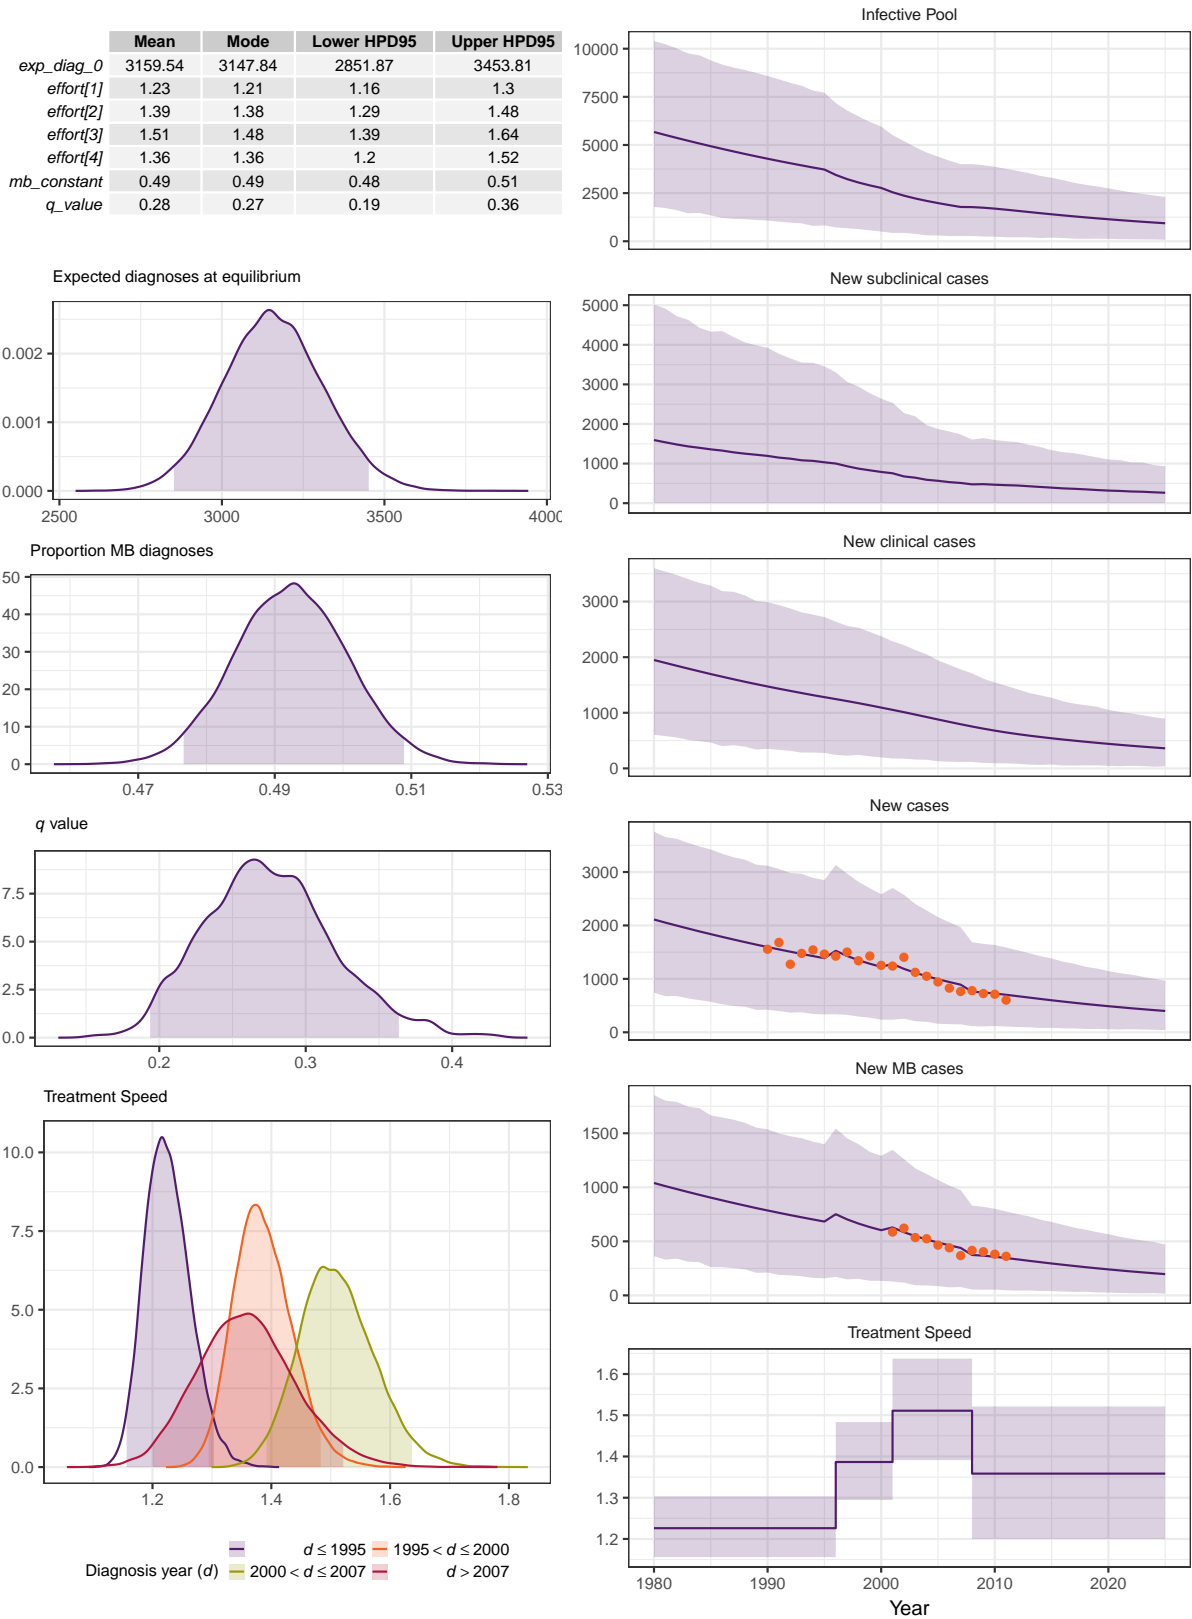 Mean Mode Lower HPD95 Upper HPD95
exp_diag_0 3159.54 3147.84 2851.87 3453.81
effort[1] 1.23 1.21 1.16 1.3
effort[2] 1.39 1.38 1.29 1.48
effort[3] 1.51 1.48 1.39 1.64
effort[4] 1.36 1.36 1.2 1.52
mb_constant 0.49 0.49 0.48 0.51
q_value 0.28 0.27 0.19 0.36
Expected diagnoses at equilibrium
0.002
0.001
0.000
2500 3000 3500 4000
Proportion MB diagnoses
50
40
30
20
10
0
0.47 0.49 0.51 0.53
q value
7.5
5.0
2.5
0.0
0.2 0.3 0.4
Treatment Speed
10.0
7.5
5.0
2.5
0.0
1.2 1.4 1.6 1.8
Diagnosis year (d)
d ≤ 1995 1995 < d ≤ 2000
2000 < d ≤ 2007 d > 2007
Infective Pool
10000
7500
5000
2500
0
New subclinical cases
5000
4000
3000
2000
1000
0
New clinical cases
3000
2000
1000
0
New cases
3000
2000
1000
0
New MB cases
1500
1000
500
0
Treatment Speed
1.6
1.5
1.4
1.3
1.2
1980 1990 2000 2010 2020
Year